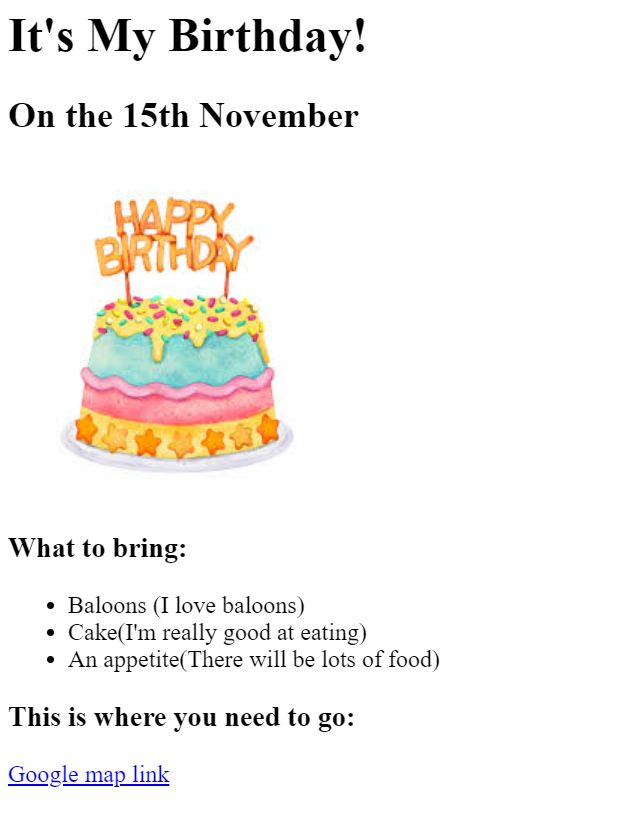 It's My Birthday!
On the 15th November
HAPPY
BIRTHDAY
What to bring:
Baloons (I love baloons)
Cake(I'm really good at eating)
An appetite(There will be lots of food)
This is where you need to go:
Google map link